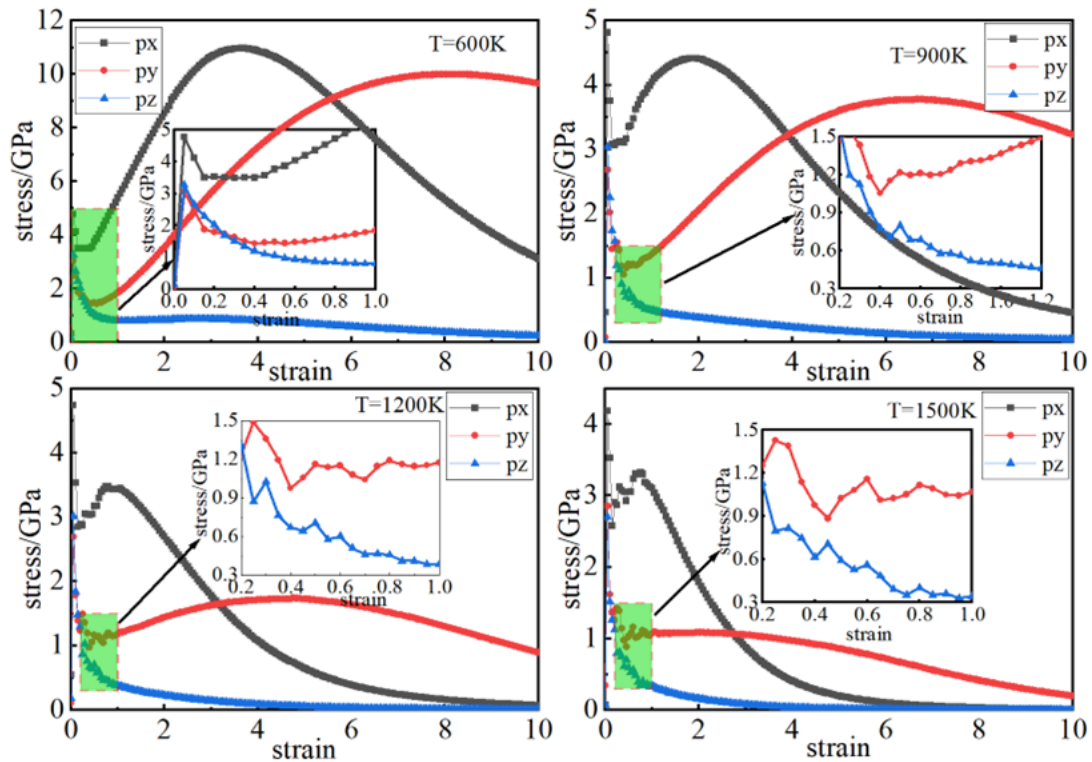 T=600K
px
py
pz
stress/GPa
12
10
8
6
4
2
0
0 2 4 6 8 10
strain
stress/GPa
5
4
3
2
1
0
0.0 0.2 0.4 0.6 0.8 1.0
strain
T=900K
px
py
pz
stress/GPa
5
4
3
2
1
0
0 2 4 6 8 10
strain
stress/GPa
1.5
1.2
0.9
0.6
0.3
0.2 0.4 0.6 0.8 1.0 1.2
strain
T=1200K
px
py
pz
stress/GPa
5
4
3
2
1
0
0 2 4 6 8 10
strain
stress/GPa
1.5
1.2
0.9
0.6
0.3
0.2 0.4 0.6 0.8 1.0
strain
T=1500K
px
py
pz
stress/GPa
4
3
2
1
0
0 2 4 6 8 10
strain
stress/GPa
1.5
1.2
0.9
0.6
0.3
0.2 0.4 0.6 0.8 1.0
strain